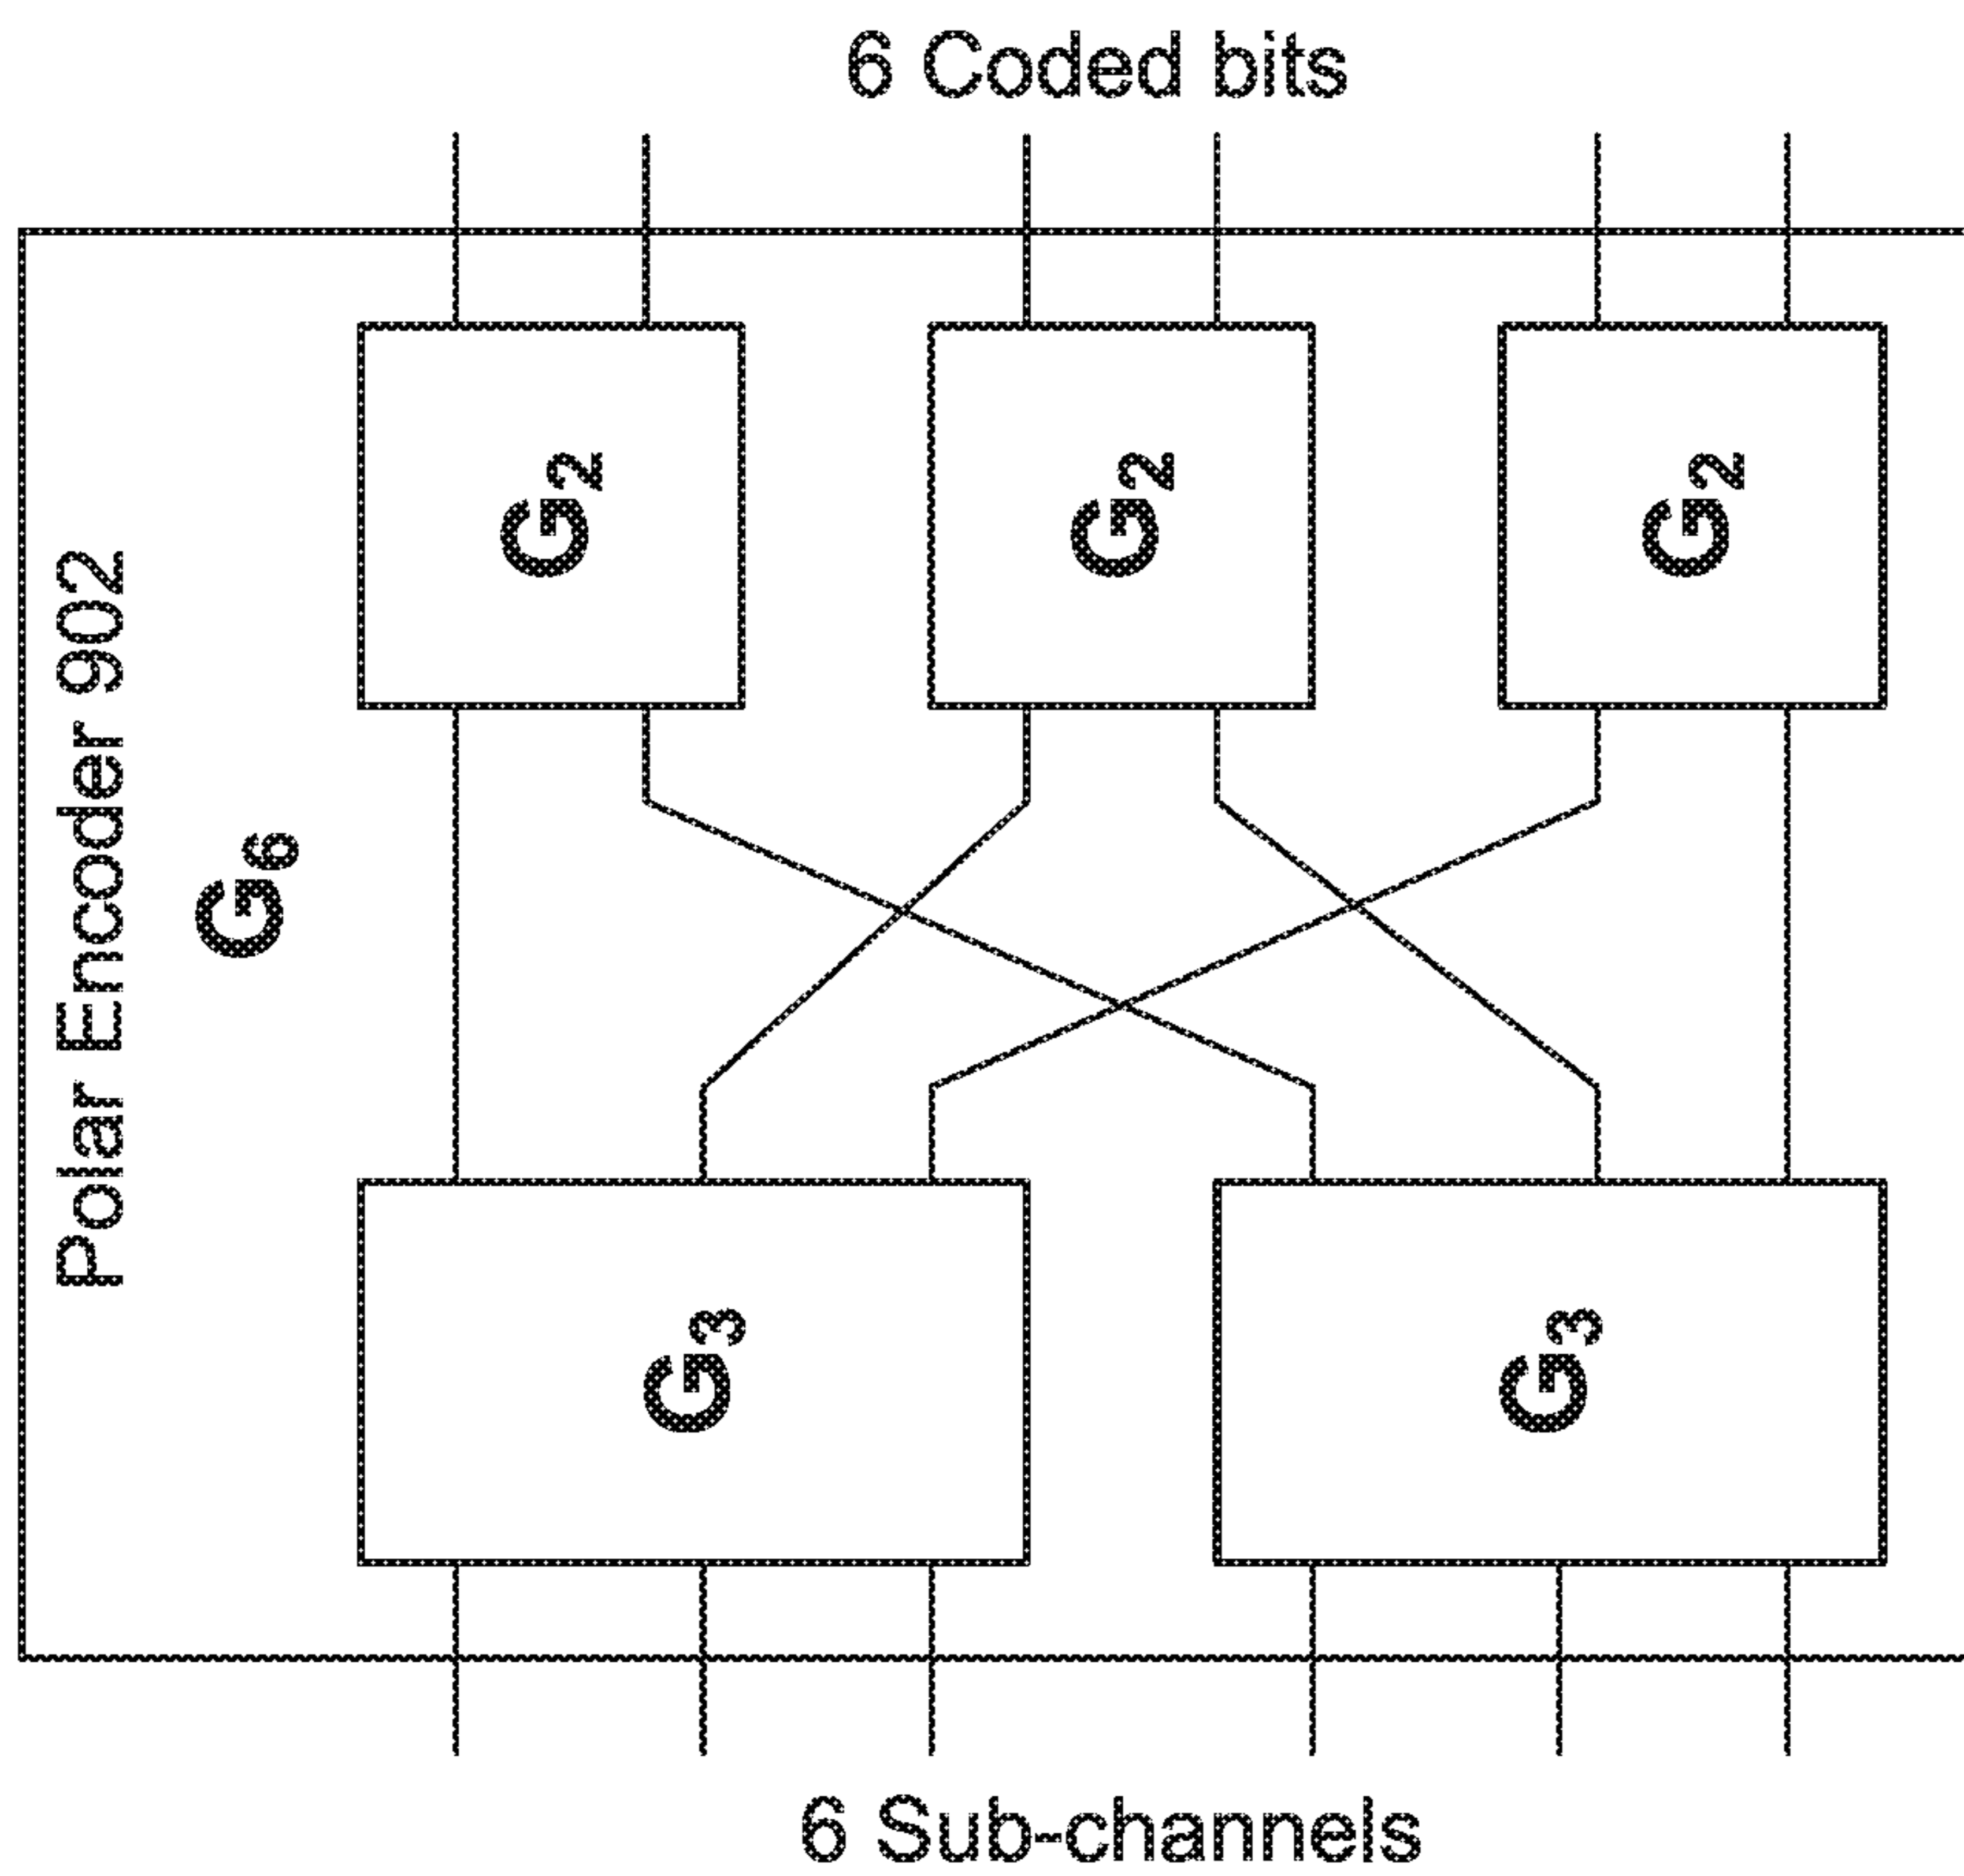 6 Coded bits
Polar Encoder 902
G6
G2
G2
G2
G3
G3
6 Sub-channels